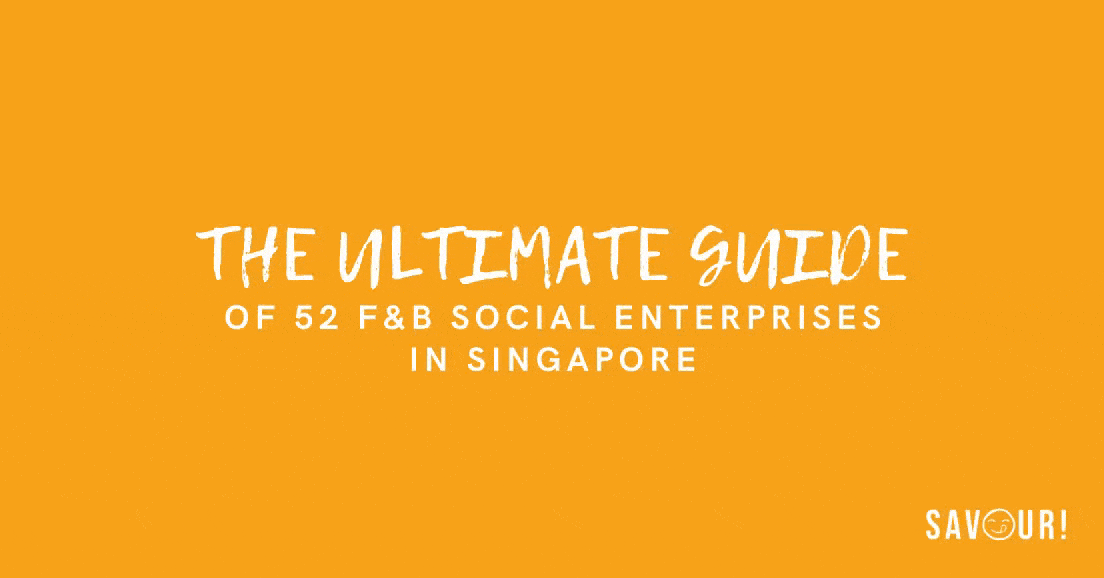 THE ULTIMATE GUIDE
OF 52 F&B SOCIAL ENTERPRISES
IN SINGAPORE
SAVOUR!